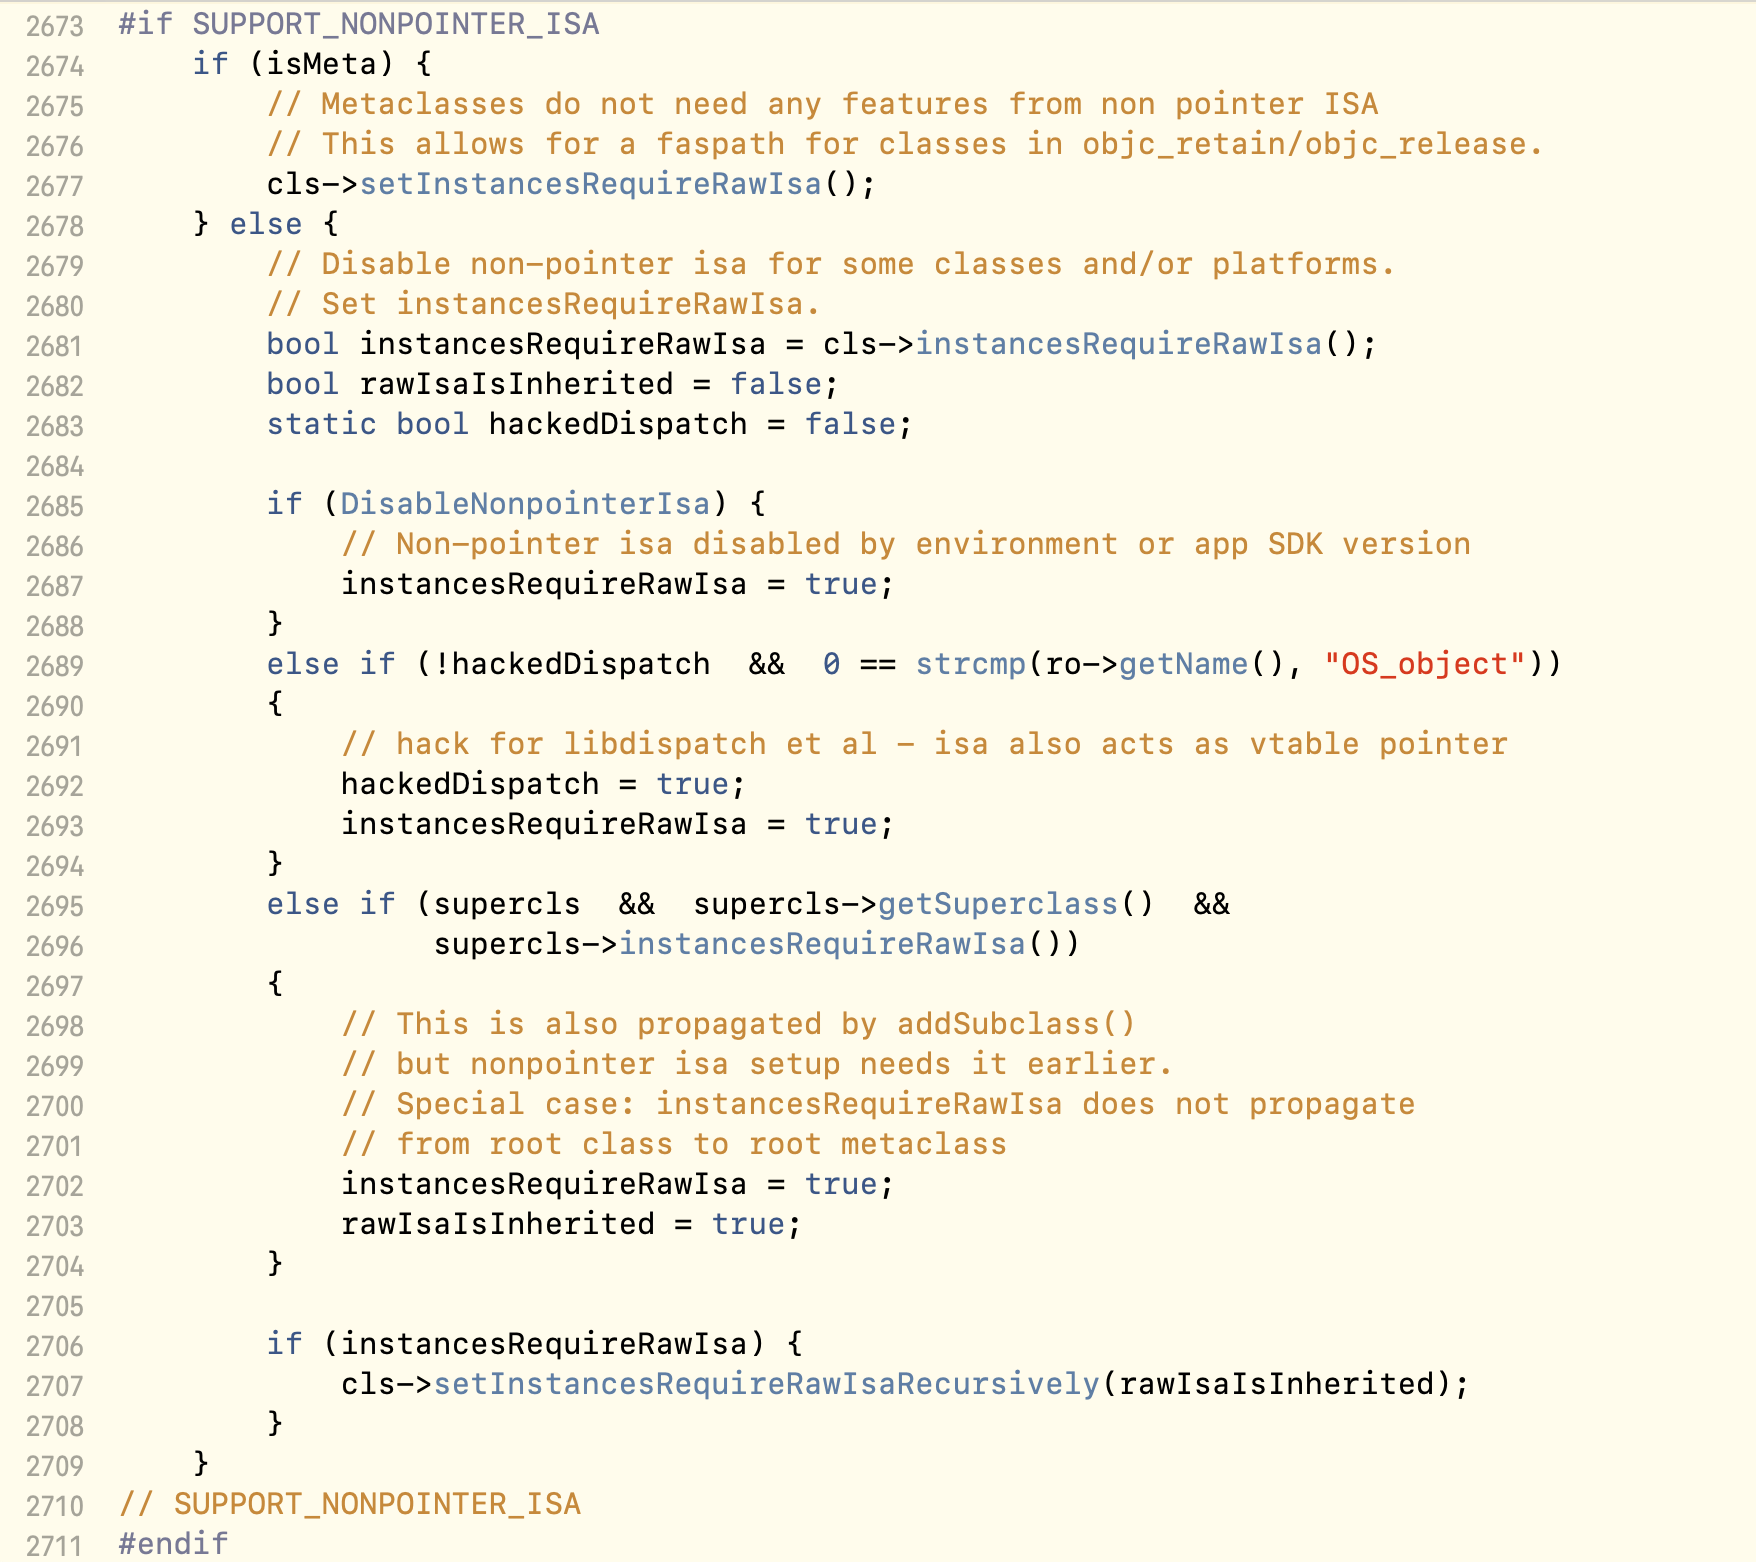 2673 #if SUPPORT_NONPOINTER_ISA
2674     if (isMeta) {
2675         // Metaclasses do not need any features from non pointer ISA
2676         // This allows for a faspath for classes in objc_retain/objc_release.
2677         cls->setInstancesRequireRawIsa();
2678     } else {
2679         // Disable non-pointer isa for some classes and/or platforms.
2680         // Set instancesRequireRawIsa.
2681         bool instancesRequireRawIsa = cls->instancesRequireRawIsa();
2682         bool rawIsaIsInherited = false;
2683         static bool hackedDispatch = false;
2684
2685         if (DisableNonpointerIsa) {
2686             // Non-pointer isa disabled by environment or app SDK version
2687             instancesRequireRawIsa = true;
2688         }
2689         else if (!hackedDispatch  &&  0 == strcmp(ro->getName(), "OS_object"))
2690         {
2691             // hack for libdispatch et al - isa also acts as vtable pointer
2692             hackedDispatch = true;
2693             instancesRequireRawIsa = true;
2694         }
2695         else if (supercls  &&  supercls->getSuperclass()  &&
2696                  supercls->instancesRequireRawIsa())
2697         {
2698             // This is also propagated by addSubclass()
2699             // but nonpointer isa setup needs it earlier.
2700             // Special case: instancesRequireRawIsa does not propagate
2701             // from root class to root metaclass
2702             instancesRequireRawIsa = true;
2703             rawIsaIsInherited = true;
2704         }
2705
2706         if (instancesRequireRawIsa) {
2707             cls->setInstancesRequireRawIsaRecursively(rawIsaIsInherited);
2708         }
2709     }
2710 // SUPPORT_NONPOINTER_ISA
2711 #endif